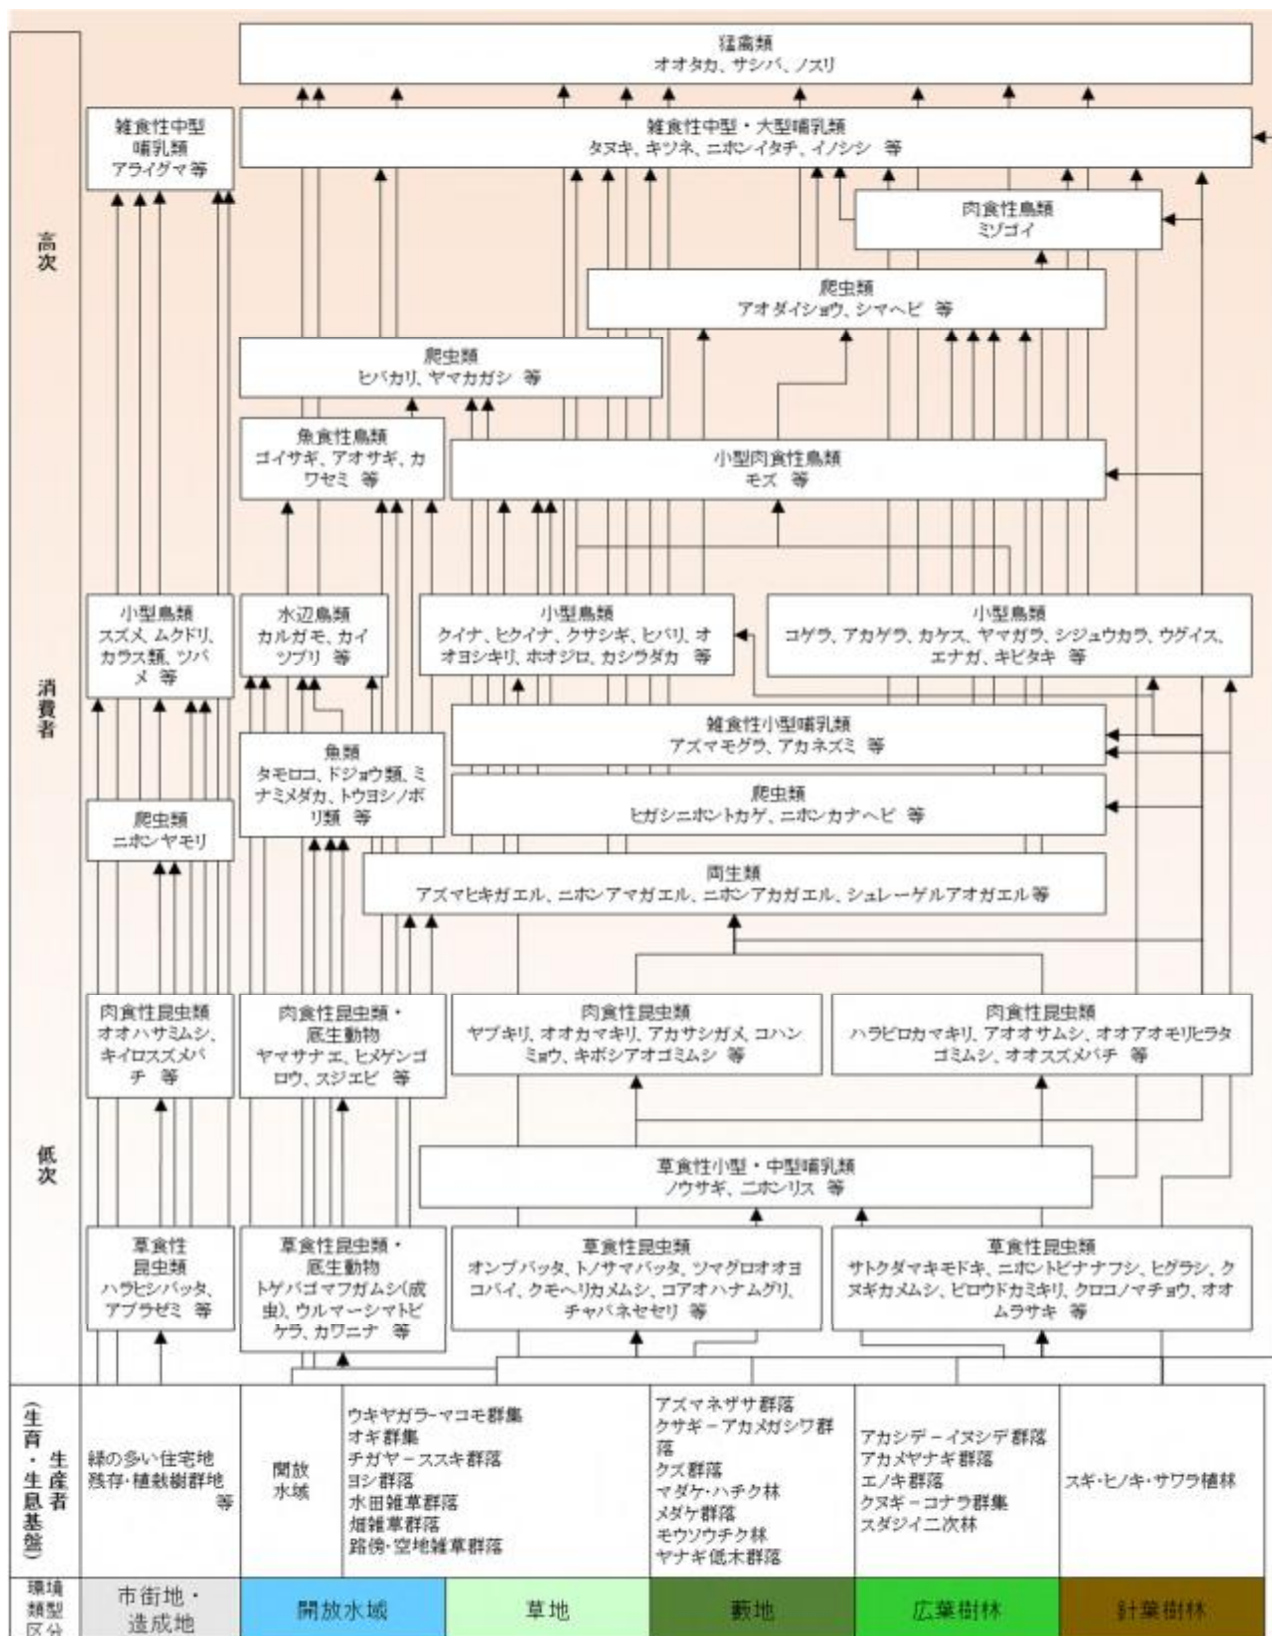 猛禽類
オオタカ、サシバ、ノスリ
雑食性中型
哺乳類
アライグマ等
雑食性中型・大型哺乳類
タヌキ、キツネ、ニホンイタチ、イノシシ 等
肉食性鳥類
ミゾゴイ
高次
爬虫類
アオダイショウ、シマヘビ 等
爬虫類
ヒバカリ、ヤマカガシ 等
魚食性鳥類
ゴイサギ、アオサギ、カ
ワセミ 等
小型肉食性鳥類
モズ 等
小型鳥類
スズメ、ムクドリ、
カラス類、ツバ
メ 等
水辺鳥類
カルガモ、カイ
ツブリ 等
小型鳥類
クイナ、ヒクイナ、クサシギ、ヒバリ、オ
オヨシキリ、ホオジロ、カシラダカ 等
小型鳥類
コゲラ、アカゲラ、カケス、ヤマガラ、シジュウカラ、ウグイス、
エナガ、キビタキ 等
消費者
雑食性小型哺乳類
アズマモグラ、アカネズミ 等
魚類
タモロコ、ドジョウ類、ミ
ナミメダカ、トウヨシノボ
リ類 等
爬虫類
ヒガシニホントカゲ、ニホンカナヘビ 等
爬虫類
ニホンヤモリ
両生類
アズマヒキガエル、ニホンアマガエル、ニホンアカガエル、シュレーゲルアオガエル等
肉食性昆虫類
オオハサミムシ、
キイロスズメバ
チ 等
肉食性昆虫類・
底生動物
ヤマサナエ、ヒメゲンゴ
ロウ、スジエビ 等
肉食性昆虫類
ヤブキリ、オオカマキリ、アカサシガメ、コハン
ミョウ、キボシアオゴミムシ 等
肉食性昆虫類
ハラビロカマキリ、アオオサムシ、オオアオモリヒラタ
ゴミムシ、オオスズメバチ 等
低次
草食性小型・中型哺乳類
ノウサギ、ニホンリス 等
草食性
昆虫類
ハラヒシバッタ、
アブラゼミ 等
草食性昆虫類・
底生動物
トゲバゴマフガムシ(成
虫)、ウルマーシマトビ
ケラ、カワニナ 等
草食性昆虫類
オンブバッタ、トノサマバッタ、ツマグロオオヨ
コバイ、クモヘリカメムシ、コアオハナムグリ、
チャバネセセリ 等
草食性昆虫類
サトクダマキモドキ、ニホントビナナフシ、ヒグラシ、ク
ヌギカメムシ、ビロウドカミキリ、クロコノマチョウ、オオ
ムラサキ 等
生産者
(生育・生息基盤)
緑の多い住宅地
残存・植栽樹群地
等
開放
水域
ウキヤガラーマコモ群集
オギ群集
チガヤーススキ群落
ヨシ群落
水田雑草群落
畑雑草群落
路傍・空地雑草群落
アズマネザサ群落
クサギーアカメガシワ群
落
クズ群落
マダケ・ハチク林
メダケ群落
モウソウチク林
ヤナギ低木群落
アカシデーイヌシデ群落
アカメヤナギ群落
エノキ群落
クヌギーコナラ群集
スダジイ二次林
スギ・ヒノキ・サワラ植林
環境
類型
区分
市街地・
造成地
開放水域
草地
藪地
広葉樹林
針葉樹林